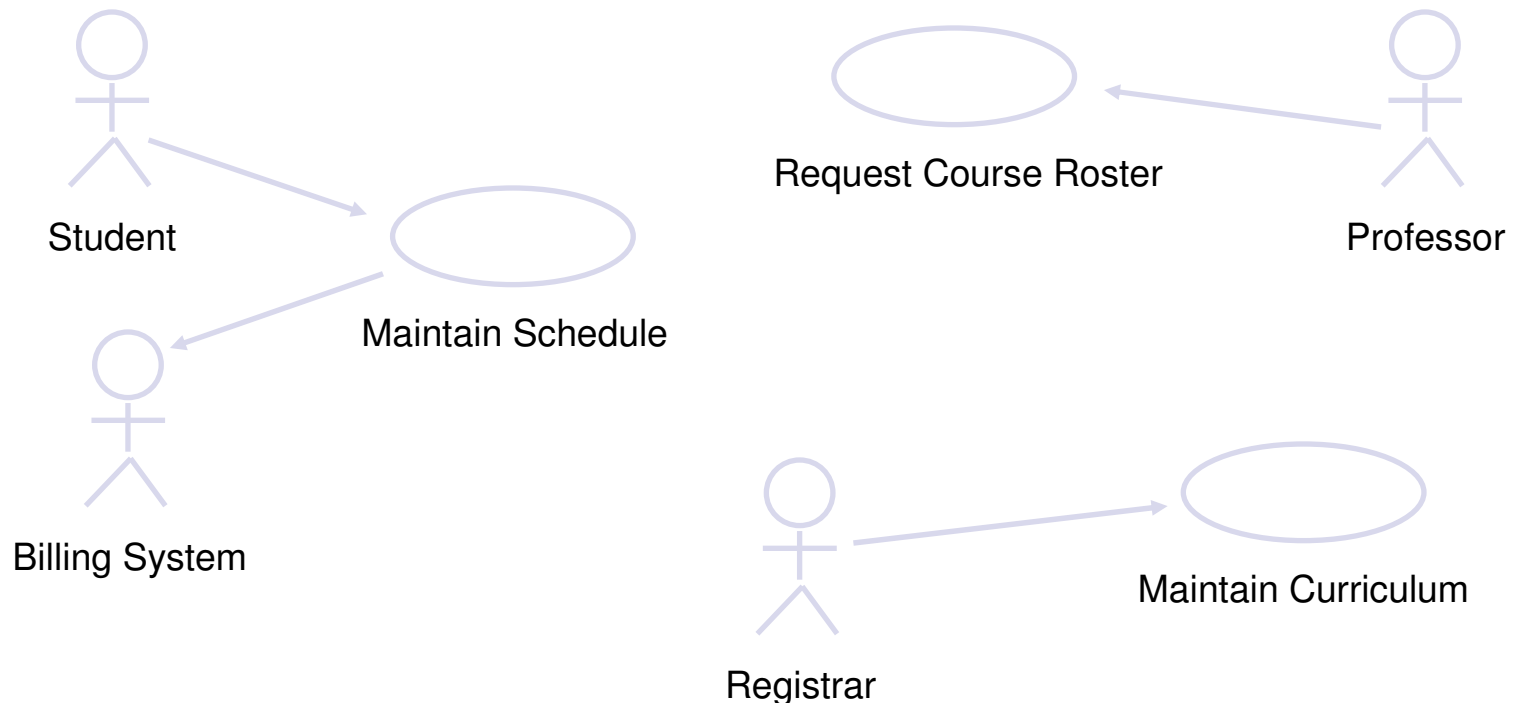 Request Course Roster
Student
Professor
Maintain Schedule
Billing System
Maintain Curriculum
Registrar